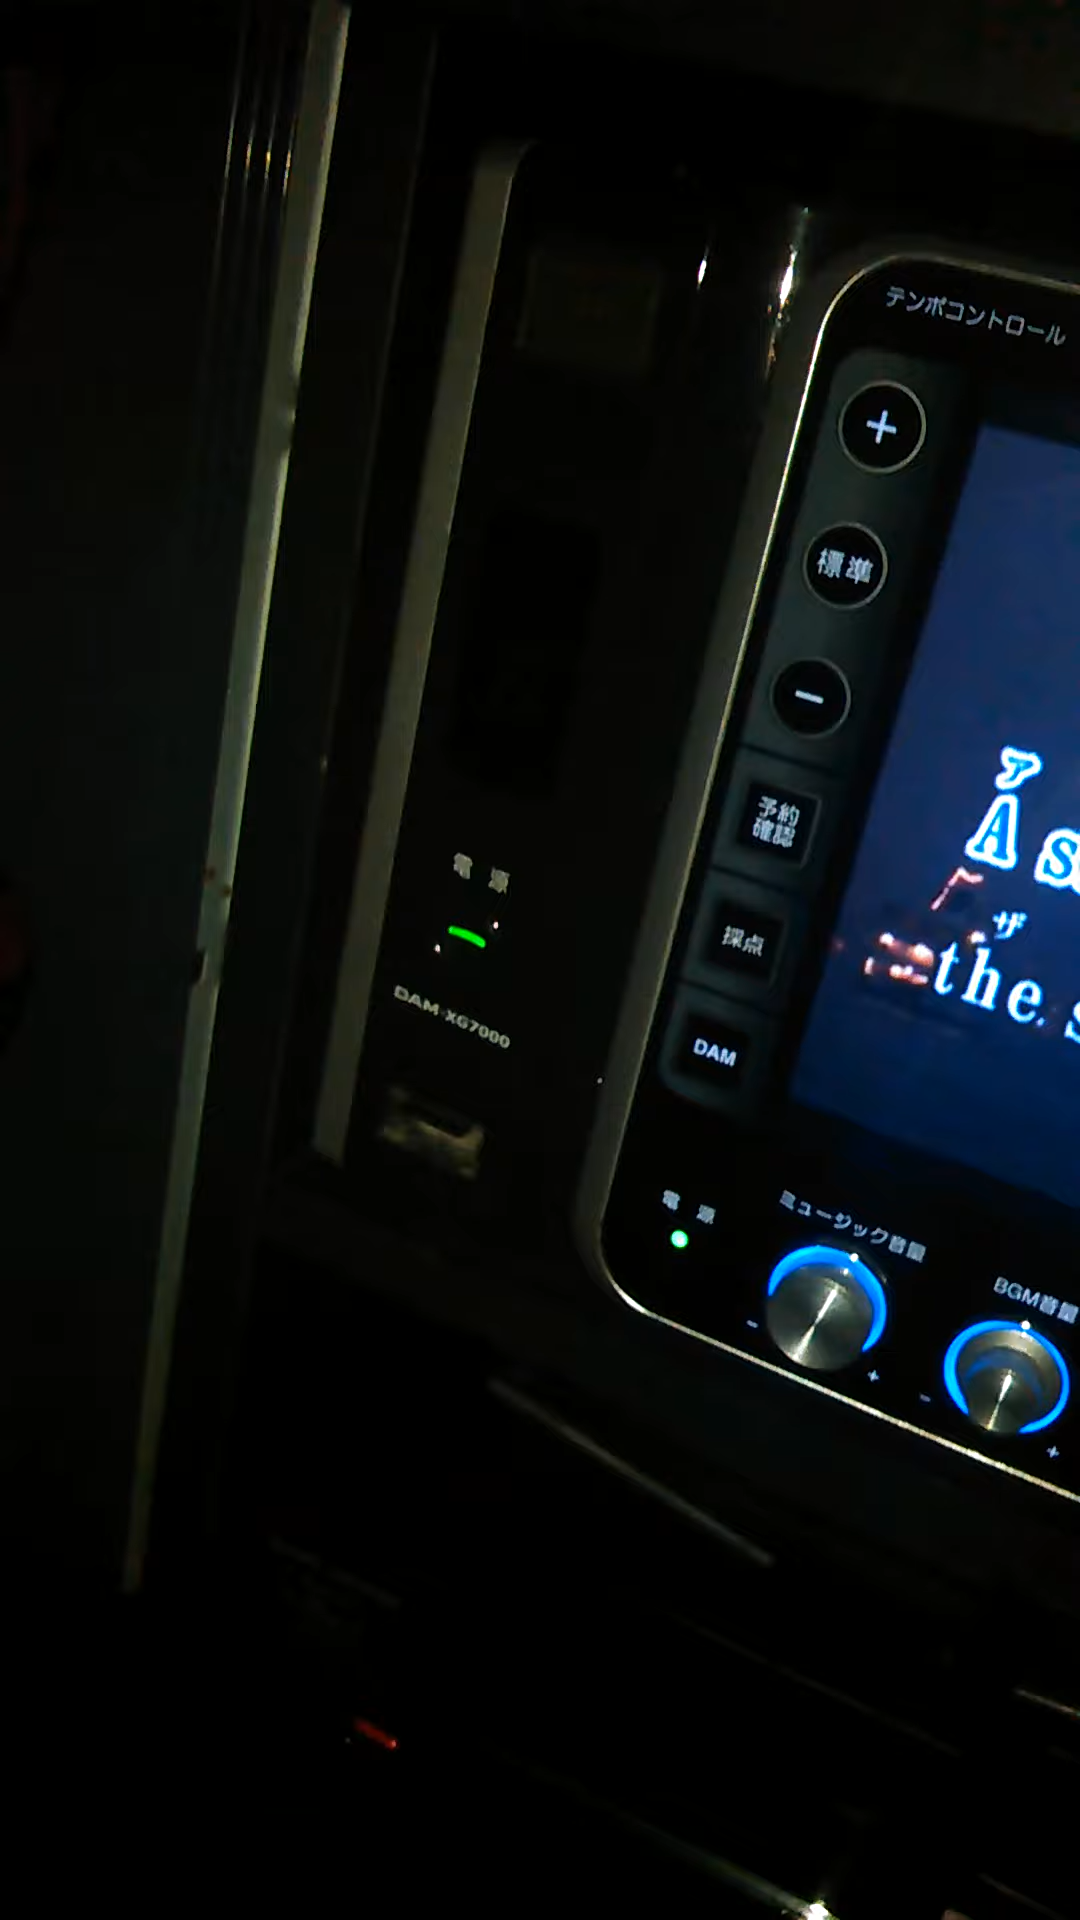 テンポコントロール
+
標準
−
予約
確認
採点
DAM
ア
A s
ザ
the s
電源
DAM-XG7000
電源
ミュージック音量
− +
BGM音量
− +